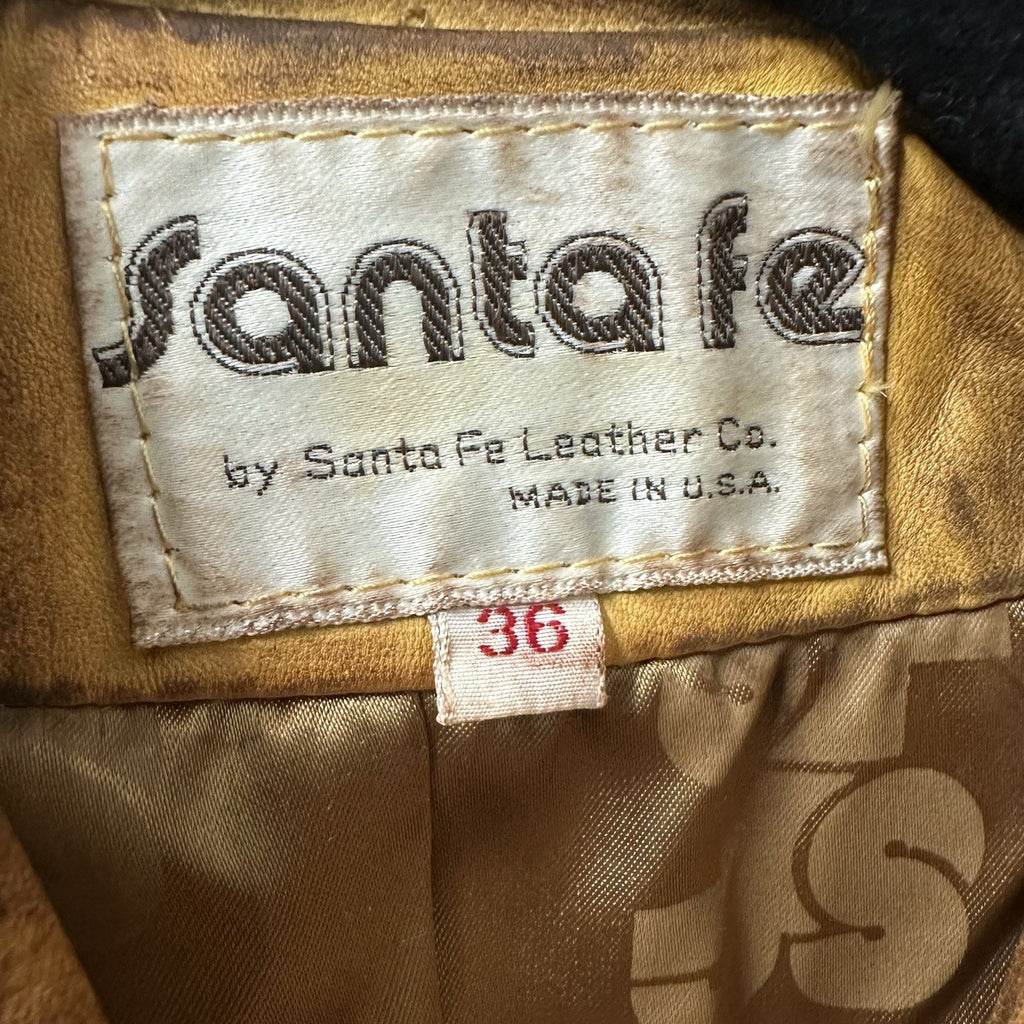 santa fe
by Santa Fe Leather Co.
MADE IN U.S.A.
36